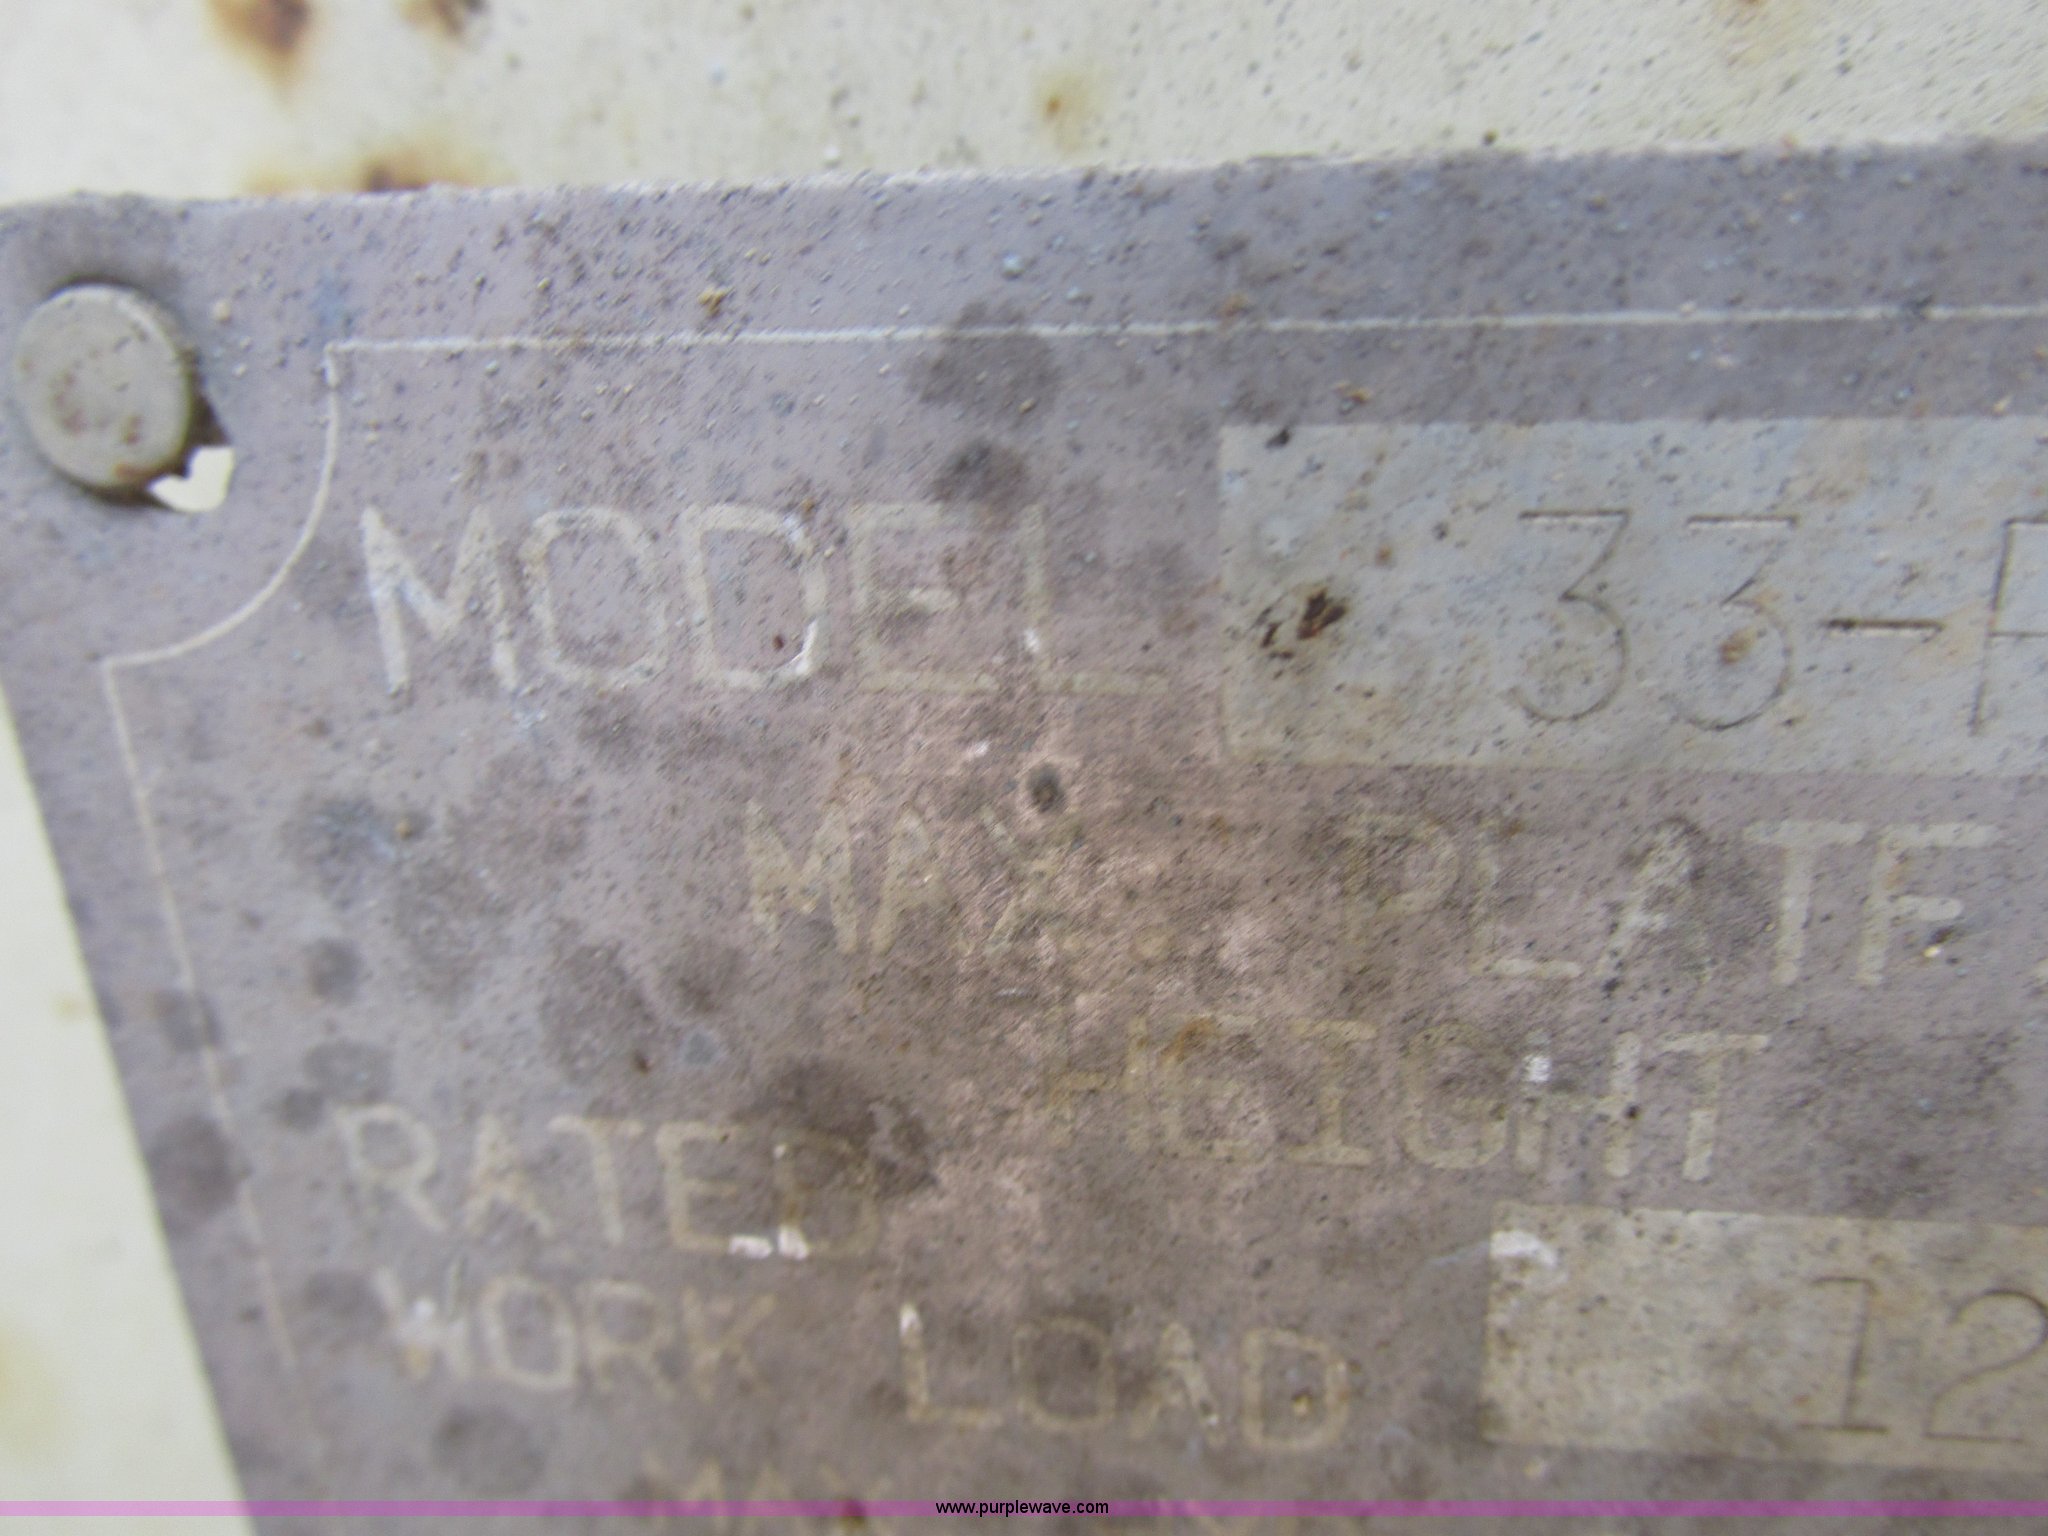 MODEL 33-
MAX PLATF
HEIGHT
RATED
WORK LOAD 12
www.purplewave.com